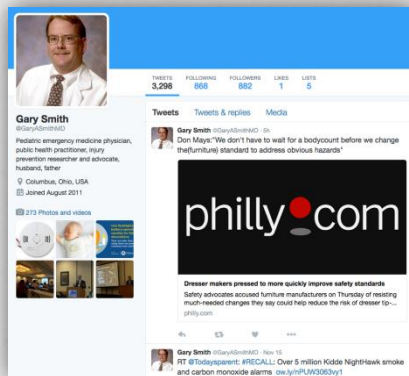 TWEETS FOLLOWING FOLLOWERS LIKES LISTS
3,298 868 882 1 5
Gary Smith
@GaryASmithMD
Pediatric emergency medicine physician,
public health practitioner, injury
prevention researcher and advocate,
husband, father
Columbus, Ohio, USA
Joined August 2011
273 Photos and videos
Tweets Tweets & replies Media
Gary Smith @GaryASmithMD · 6h
Don Mays:"We don't have to wait for a bodycount before we change
the(furniture) standard to address obvious hazards"
philly.com
Dresser makers pressed to more quickly improve safety standards
Safety advocates accused furniture manufacturers on Thursday of resisting
much-needed changes they say could help reduce the risk of dresser tip-...
philly.com
Gary Smith @GaryASmithMD · Nov 15
RT @Todaysparent: #RECALL: Over 5 million Kidde NightHawk smoke
and carbon monoxide alarms ow.ly/nPUW3063vy1